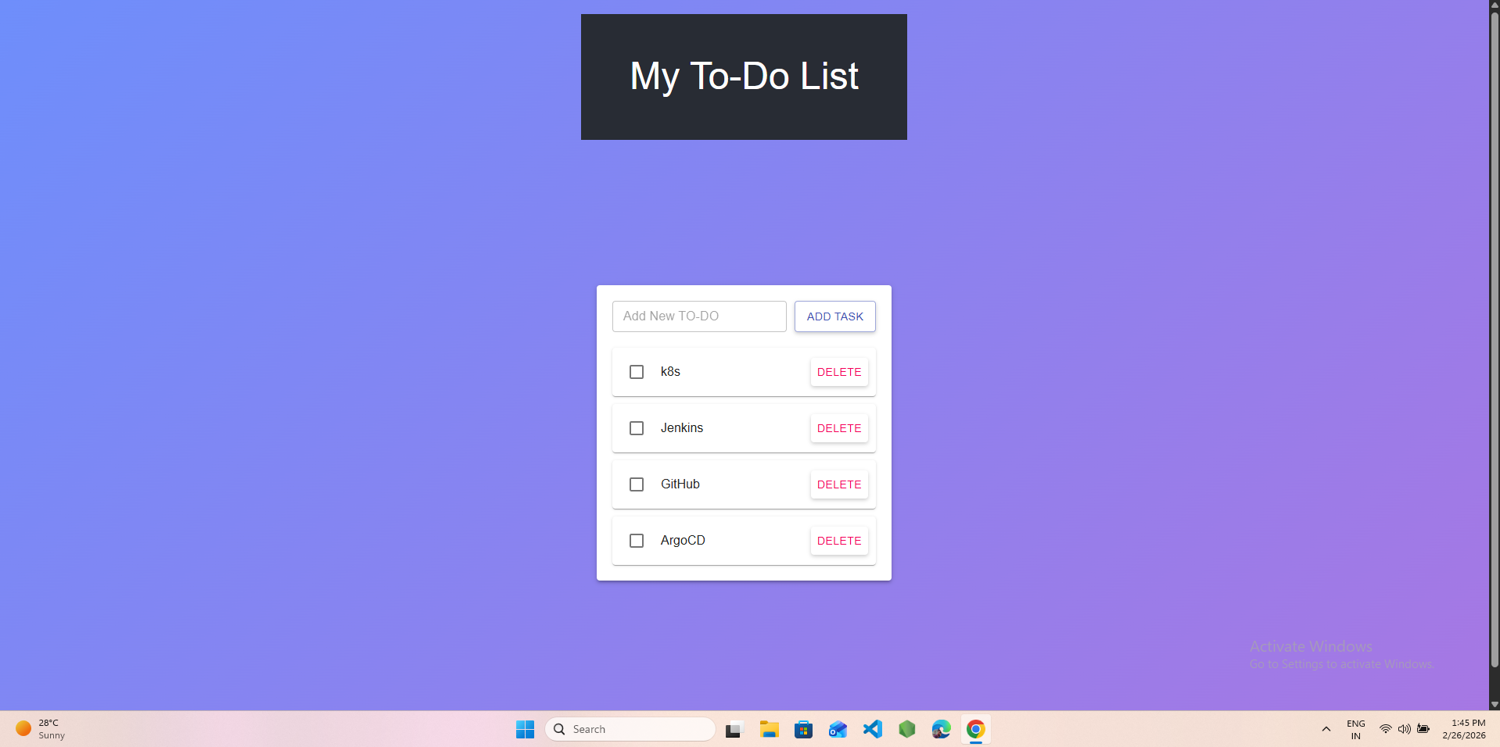 My To-Do List
Add New TO-DO
ADD TASK
k8s
DELETE
Jenkins
DELETE
GitHub
DELETE
ArgoCD
DELETE
Activate Windows
Go to Settings to activate Windows.
28°C
Sunny
Search
ENG
IN
1:45 PM
2/26/2026